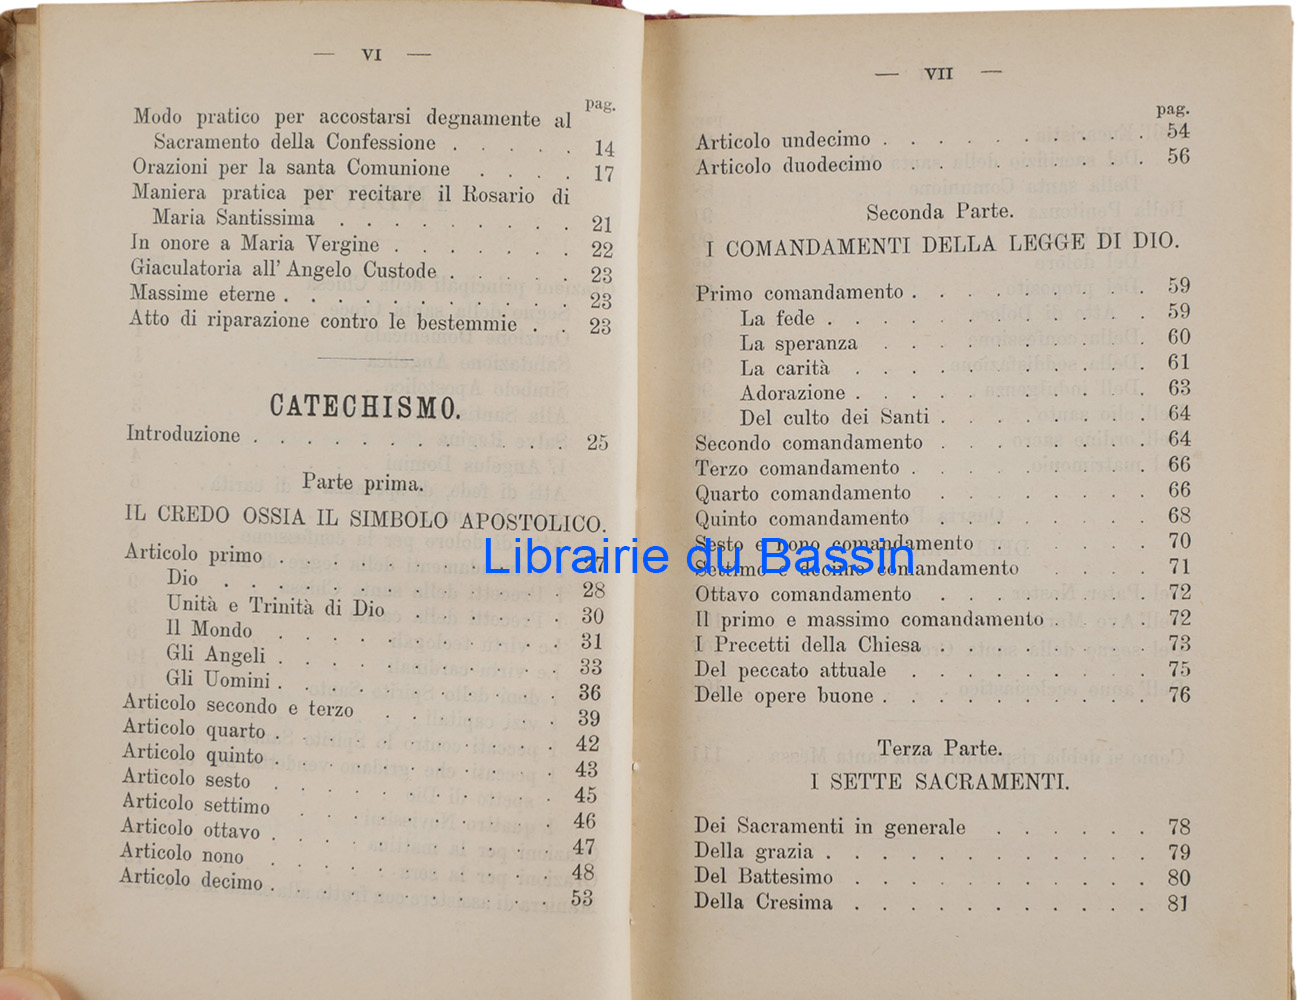 — VI —
pag.
Modo pratico per accostarsi degnamente al
Sacramento della Confessione . . . . . 14
Orazioni per la santa Comunione . . . . 17
Maniera pratica per recitare il Rosario di
Maria Santissima . . . . . . . . . 21
In onore a Maria Vergine . . . . . . . 22
Giaculatoria all' Angelo Custode . . . . . 23
Massime eterne . . . . . . . . . . . 23
Atto di riparazione contro le bestemmie . . 23
CATECHISMO.
Introduzione . . . . . . . . . . . . 25
Parte prima.
IL CREDO OSSIA IL SIMBOLO APOSTOLICO.
Articolo primo . . . . . . . . . 7
Dio . . . . . . . . . . . . . 28
Unità e Trinità di Dio . . . . . . . 30
Il Mondo . . . . . . . . . . . 31
Gli Angeli . . . . . . . . . . . 33
Gli Uomini . . . . . . . . . . . 36
Articolo secondo e terzo . . . . . . . 39
Articolo quarto . . . . . . . . . . . 42
Articolo quinto . . . . . . . . . . . 43
Articolo sesto . . . . . . . . . . . 45
Articolo settimo . . . . . . . . . . 46
Articolo ottavo . . . . . . . . . . . 47
Articolo nono . . . . . . . . . . . 48
Articolo decimo . . . . . . . . . . . 53
— VII —
pag.
Articolo undecimo . . . . . . . . . . 54
Articolo duodecimo . . . . . . . . . 56
Seconda Parte.
I COMANDAMENTI DELLA LEGGE DI DIO.
Primo comandamento . . . . . . . . . 59
La fede . . . . . . . . . . . . 59
La speranza . . . . . . . . . . 60
La carità . . . . . . . . . . . 61
Adorazione . . . . . . . . . . . 63
Del culto dei Santi . . . . . . . . 64
Secondo comandamento . . . . . . . . 64
Terzo comandamento . . . . . . . . . 66
Quarto comandamento . . . . . . . . 66
Quinto comandamento . . . . . . . . 68
Sesto e nono comandamento . . . . . . 70
Settimo e decimo comandamento . . . . 71
Ottavo comandamento . . . . . . . . 72
Il primo e massimo comandamento . . . . 72
I Precetti della Chiesa . . . . . . . . 73
Del peccato attuale . . . . . . . . . 75
Delle opere buone . . . . . . . . . . 76
Terza Parte.
I SETTE SACRAMENTI.
Dei Sacramenti in generale . . . . . . 78
Della grazia . . . . . . . . . . . . 79
Del Battesimo . . . . . . . . . . . 80
Della Cresima . . . . . . . . . . . 81
Librairie du Bassin